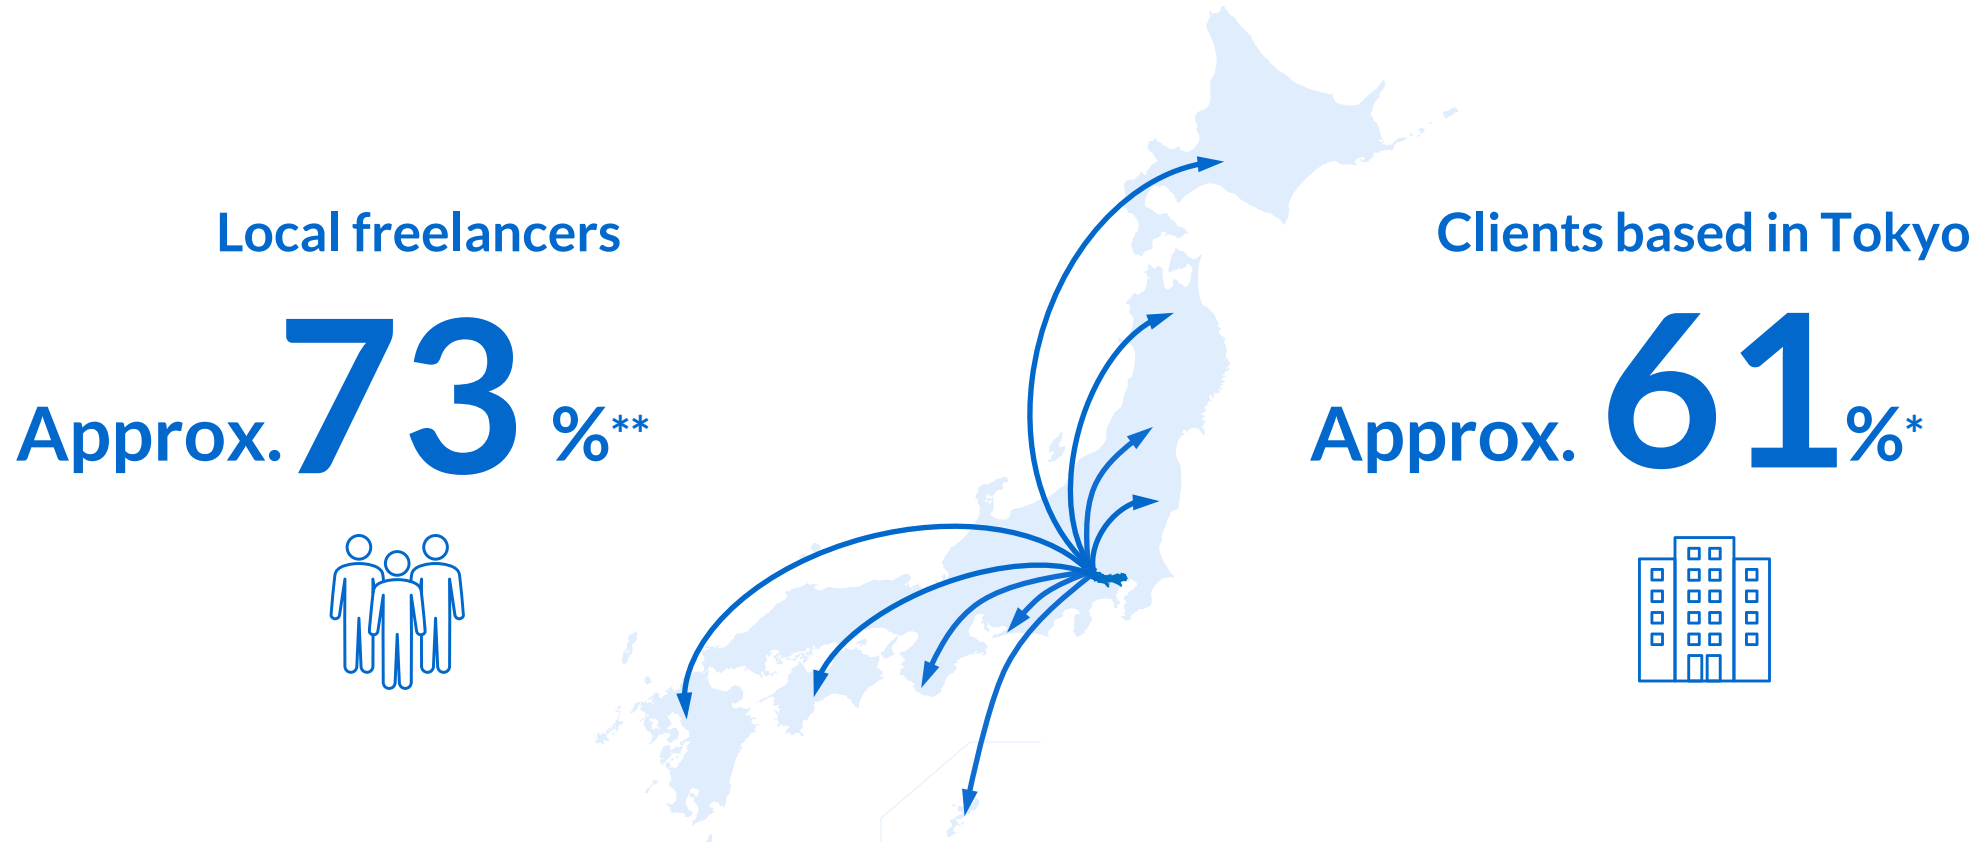 Local freelancers
Approx. 73 %**
Clients based in Tokyo
Approx. 61%*